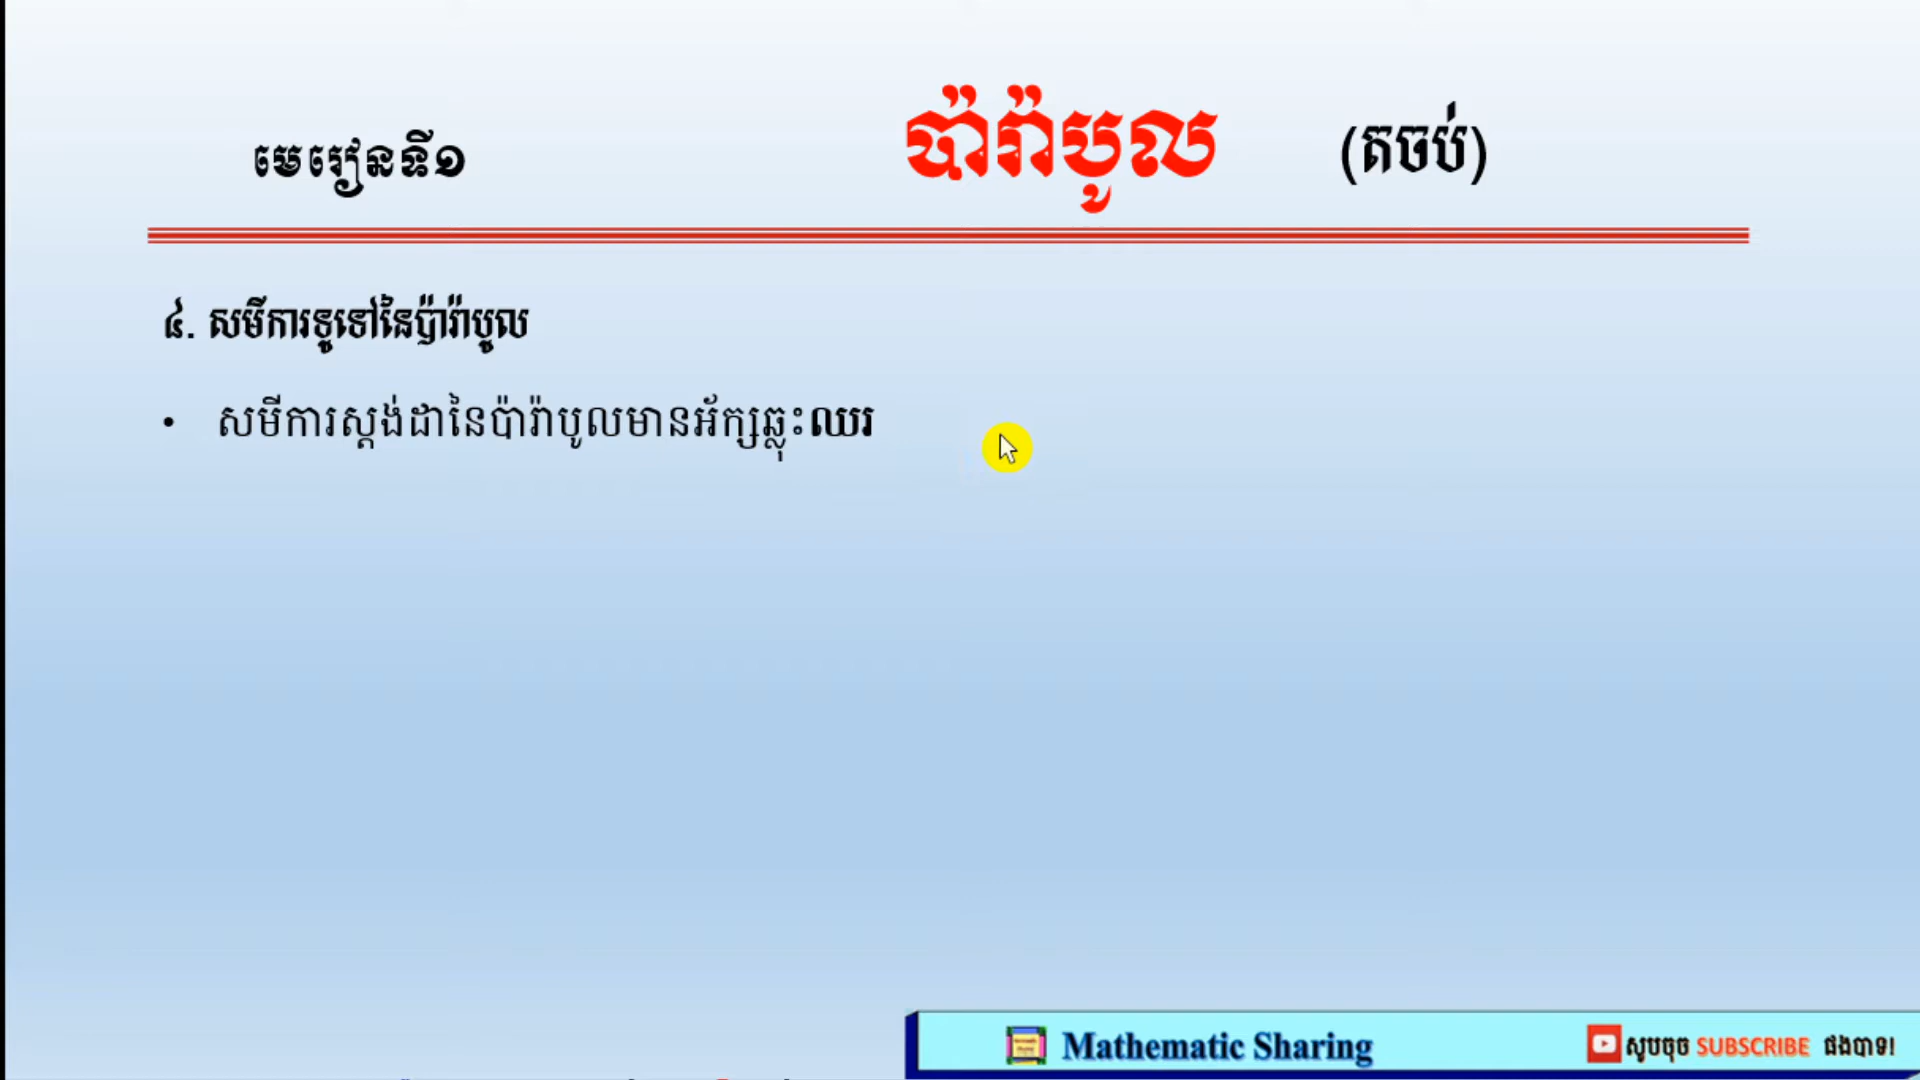 មេរៀនទី១ ប៉ារ៉ាបូល (តចប់)
៤. សមីការទូទៅនៃប៉ារ៉ាបូល
• សមីការស្តង់ដានៃប៉ារ៉ាបូលមានអ័ក្សឆ្លុះឈរ
Mathematic Sharing សូមចុច SUBSCRIBE ផងបាទ!